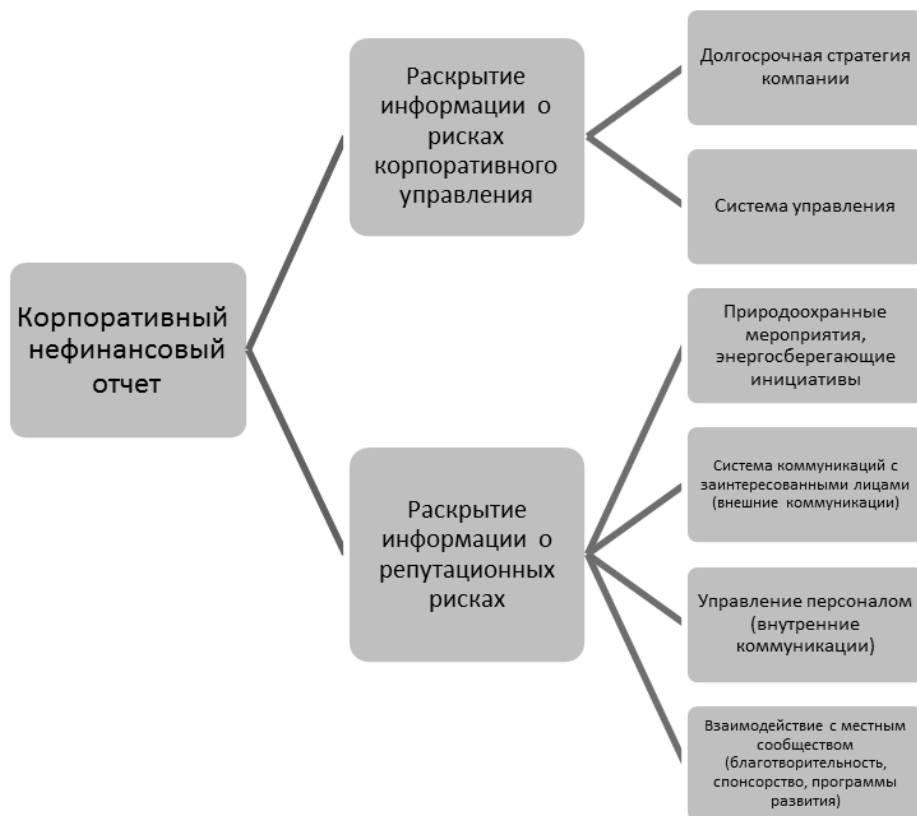 Корпоративный
нефинансовый
отчет
Раскрытие
информации о
рисках
корпоративного
управления
Долгосрочная стратегия
компании
Система управления
Раскрытие
информации о
репутационных
рисках
Природоохранные
мероприятия,
энергосберегающие
инициативы
Система коммуникаций с
заинтересованными лицами
(внешние коммуникации)
Управление персоналом
(внутренние
коммуникации)
Взаимодействие с местным
сообществом
(благотворительность,
спонсорство, программы
развития)